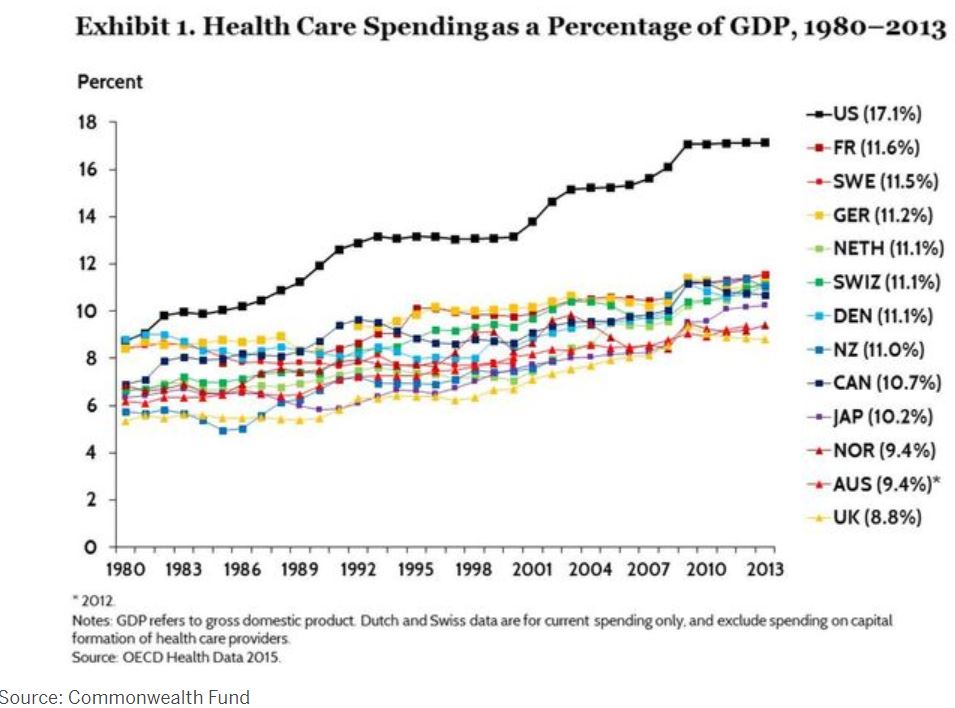 Exhibit 1. Health Care Spending as a Percentage of GDP, 1980–2013
Percent
18
16
14
12
10
8
6
4
2
0
1980 1983 1986 1989 1992 1995 1998 2001 2004 2007 2010 2013
US (17.1%)
FR (11.6%)
SWE (11.5%)
GER (11.2%)
NETH (11.1%)
SWIZ (11.1%)
DEN (11.1%)
NZ (11.0%)
CAN (10.7%)
JAP (10.2%)
NOR (9.4%)
AUS (9.4%)*
UK (8.8%)
* 2012.
Notes: GDP refers to gross domestic product. Dutch and Swiss data are for current spending only, and exclude spending on capital
formation of health care providers.
Source: OECD Health Data 2015.
Source: Commonwealth Fund